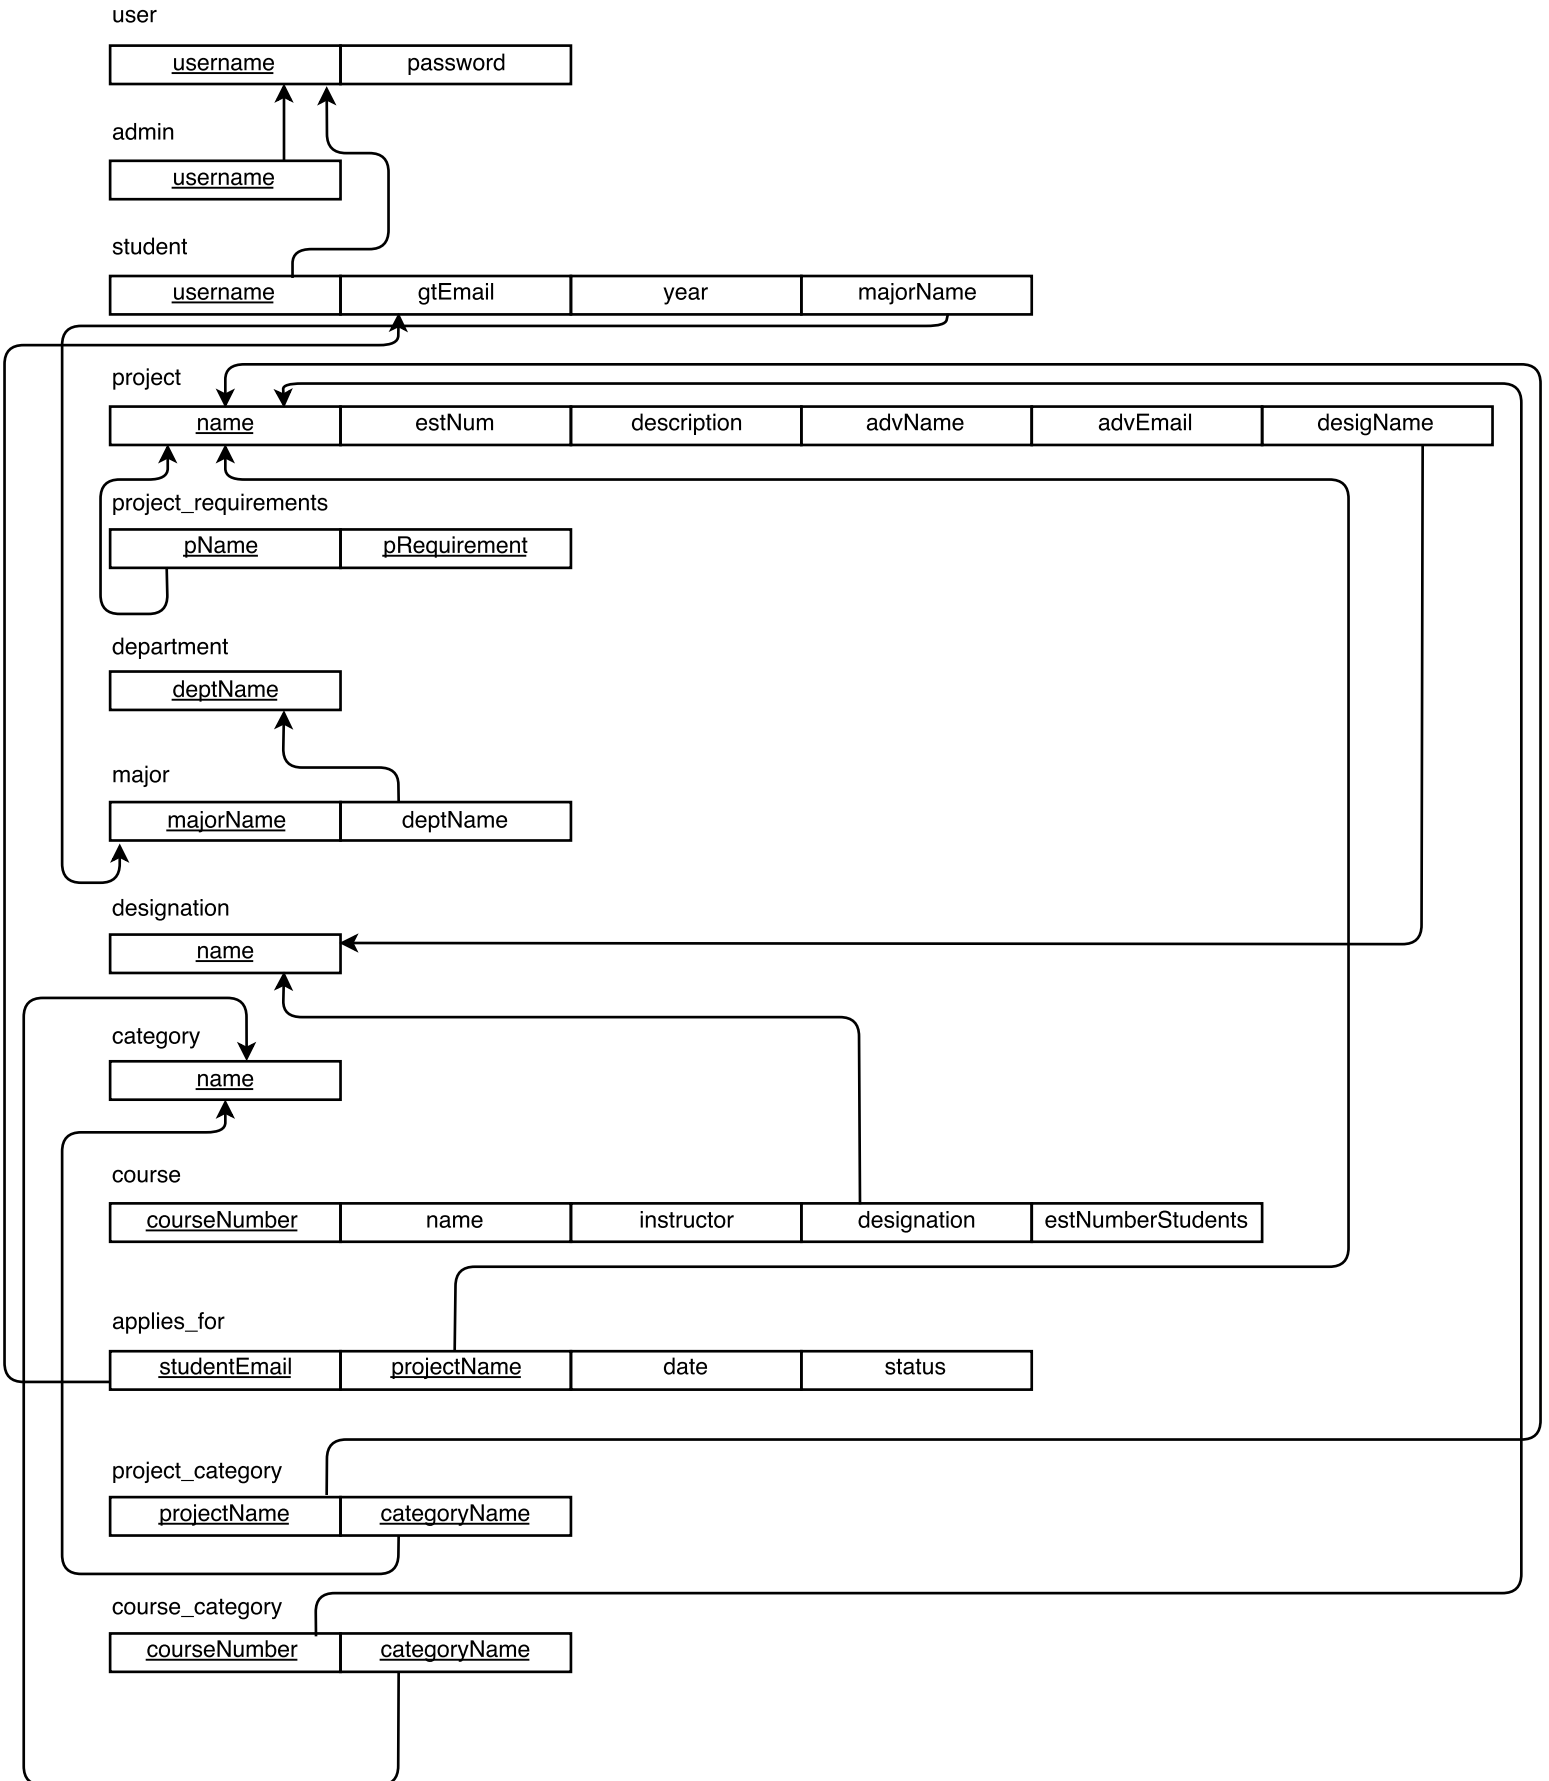 user
username password
admin
username
student
username gtEmail year majorName
project
name estNum description advName advEmail desigName
project_requirements
pName pRequirement
department
deptName
major
majorName deptName
designation
name
category
name
course
courseNumber name instructor designation estNumberStudents
applies_for
studentEmail projectName date status
project_category
projectName categoryName
course_category
courseNumber categoryName